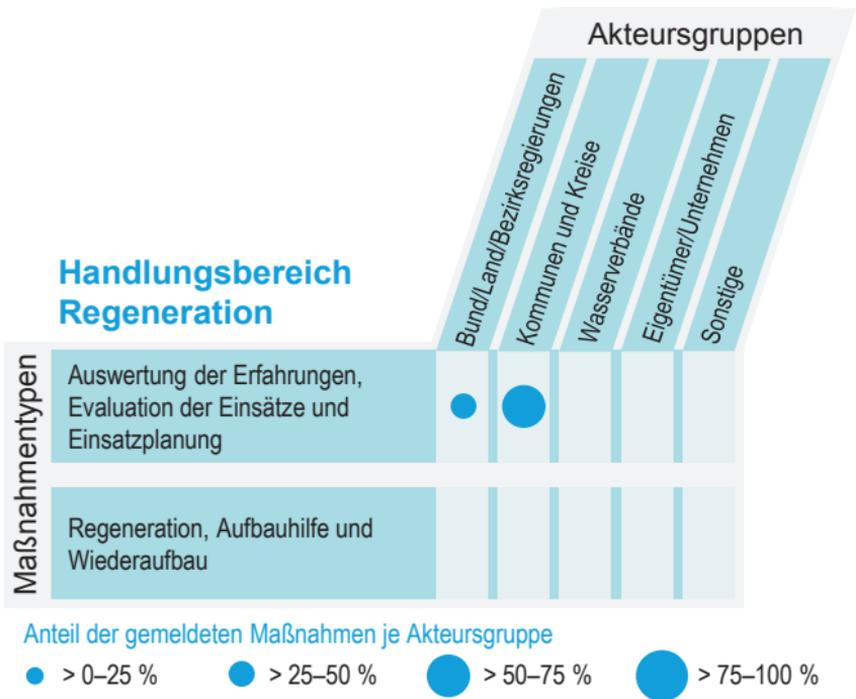 Akteursgruppen
Bund/Land/Bezirksregierungen
Kommunen und Kreise
Wasserverbände
Eigentümer/Unternehmen
Sonstige
Handlungsbereich
Regeneration
Maßnahmentypen
Auswertung der Erfahrungen,
Evaluation der Einsätze und
Einsatzplanung
Regeneration, Aufbauhilfe und
Wiederaufbau
Anteil der gemeldeten Maßnahmen je Akteursgruppe
> 0–25 %
> 25–50 %
> 50–75 %
> 75–100 %